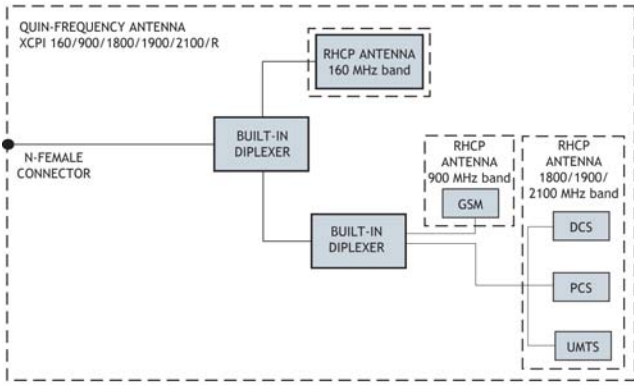 QUIN-FREQUENCY ANTENNA
XCPI 160/900/1800/1900/2100/R
RHCP ANTENNA
160 MHz band
BUILT-IN
DIPLEXER
N-FEMALE
CONNECTOR
RHCP
ANTENNA
900 MHz band
GSM
RHCP
ANTENNA
1800/1900/
2100 MHz band
BUILT-IN
DIPLEXER
DCS
PCS
UMTS